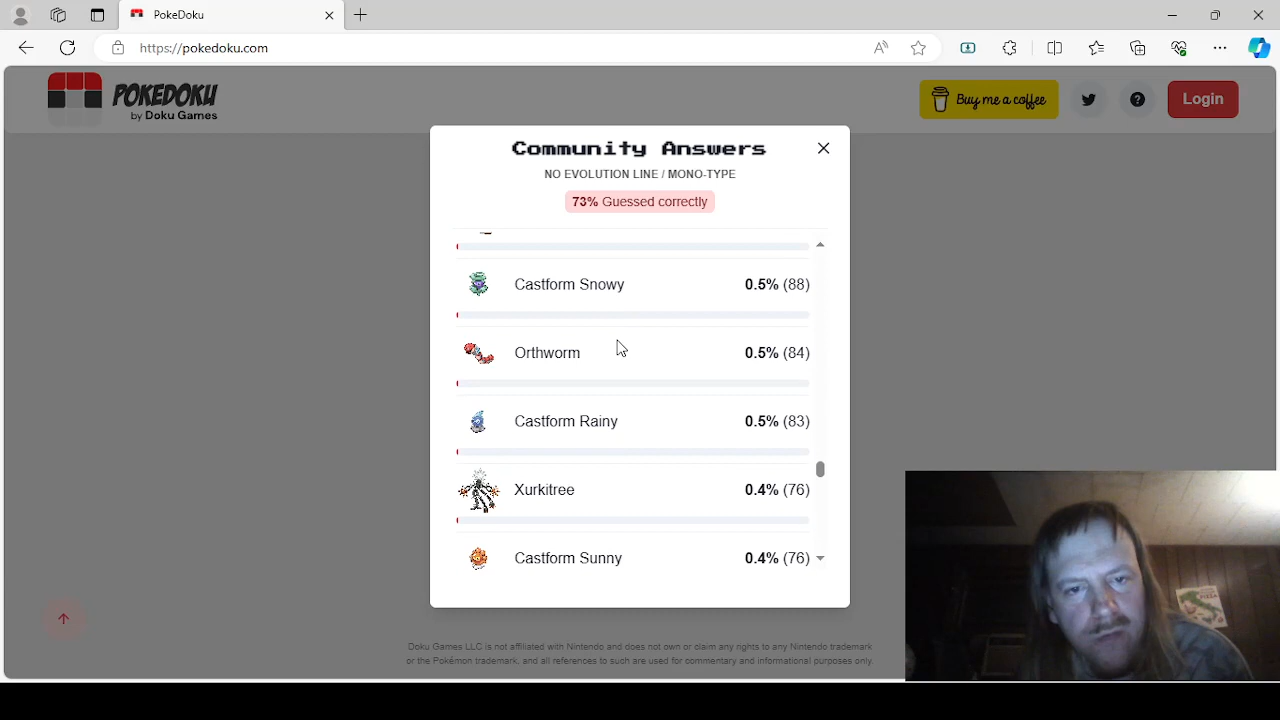 PokeDoku
https://pokedoku.com
POKEDOKU
by Doku Games
Buy me a coffee
Login
Community Answers
NO EVOLUTION LINE / MONO-TYPE
73% Guessed correctly
Castform Snowy 0.5% (88)
Orthworm 0.5% (84)
Castform Rainy 0.5% (83)
Xurkitree 0.4% (76)
Castform Sunny 0.4% (76)
Doku Games LLC is not affiliated with Nintendo and does not own or claim any rights to any Nintendo trademark
or the Pokémon trademark, and all references to such are used for commentary and informational purposes only.